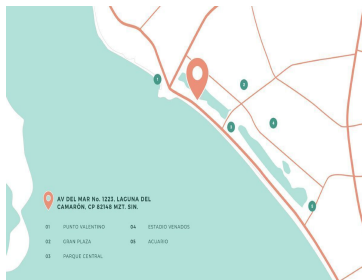 AV DEL MAR No. 1223, LAGUNA DEL
CAMARÓN, CP 82146 MZT. SIN.
01 PUNTO VALENTINO
04 ESTADIO VENADOS
02 GRAN PLAZA
05 ACUARIO
03 PARQUE CENTRAL